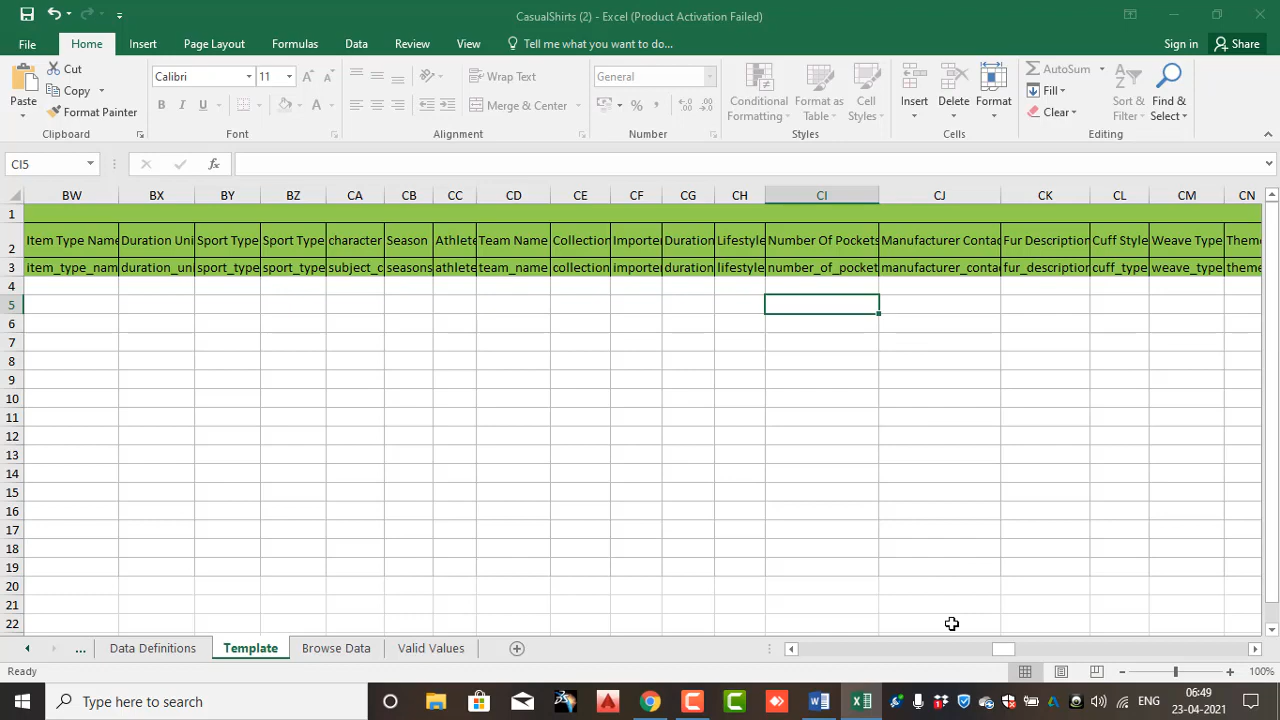 CasualShirts (2) - Excel (Product Activation Failed)
File Home Insert Page Layout Formulas Data Review View Tell me what you want to do... Sign in Share
Paste Cut Copy Format Painter
Calibri 11
B I U
Wrap Text
Merge & Center
General
Conditional Formatting
Format as Table
Cell Styles
Insert Delete Format
AutoSum Fill Clear
Sort & Filter
Find & Select
Clipboard Font Alignment Number Styles Cells Editing
CI5 fx
BW BX BY BZ CA CB CC CD CE CF CG CH CI CJ CK CL CM CN
1
2 Item Type Name Duration Uni Sport Type Sport Type character Season Athlete Team Name Collection Importe Duration Lifestyle Number Of Pockets Manufacturer Contac Fur Description Cuff Style Weave Type Theme
3 item_type_nam duration_un sport_type sport_type subject_c seasons athlete team_name collection importe duration lifestyle number_of_pocket manufacturer_conta fur_description cuff_type weave_type theme
4
5
6
7
8
9
10
11
12
13
14
15
16
17
18
19
20
21
22
... Data Definitions Template Browse Data Valid Values
Ready 100%
Type here to search ENG 06:49
23-04-2021